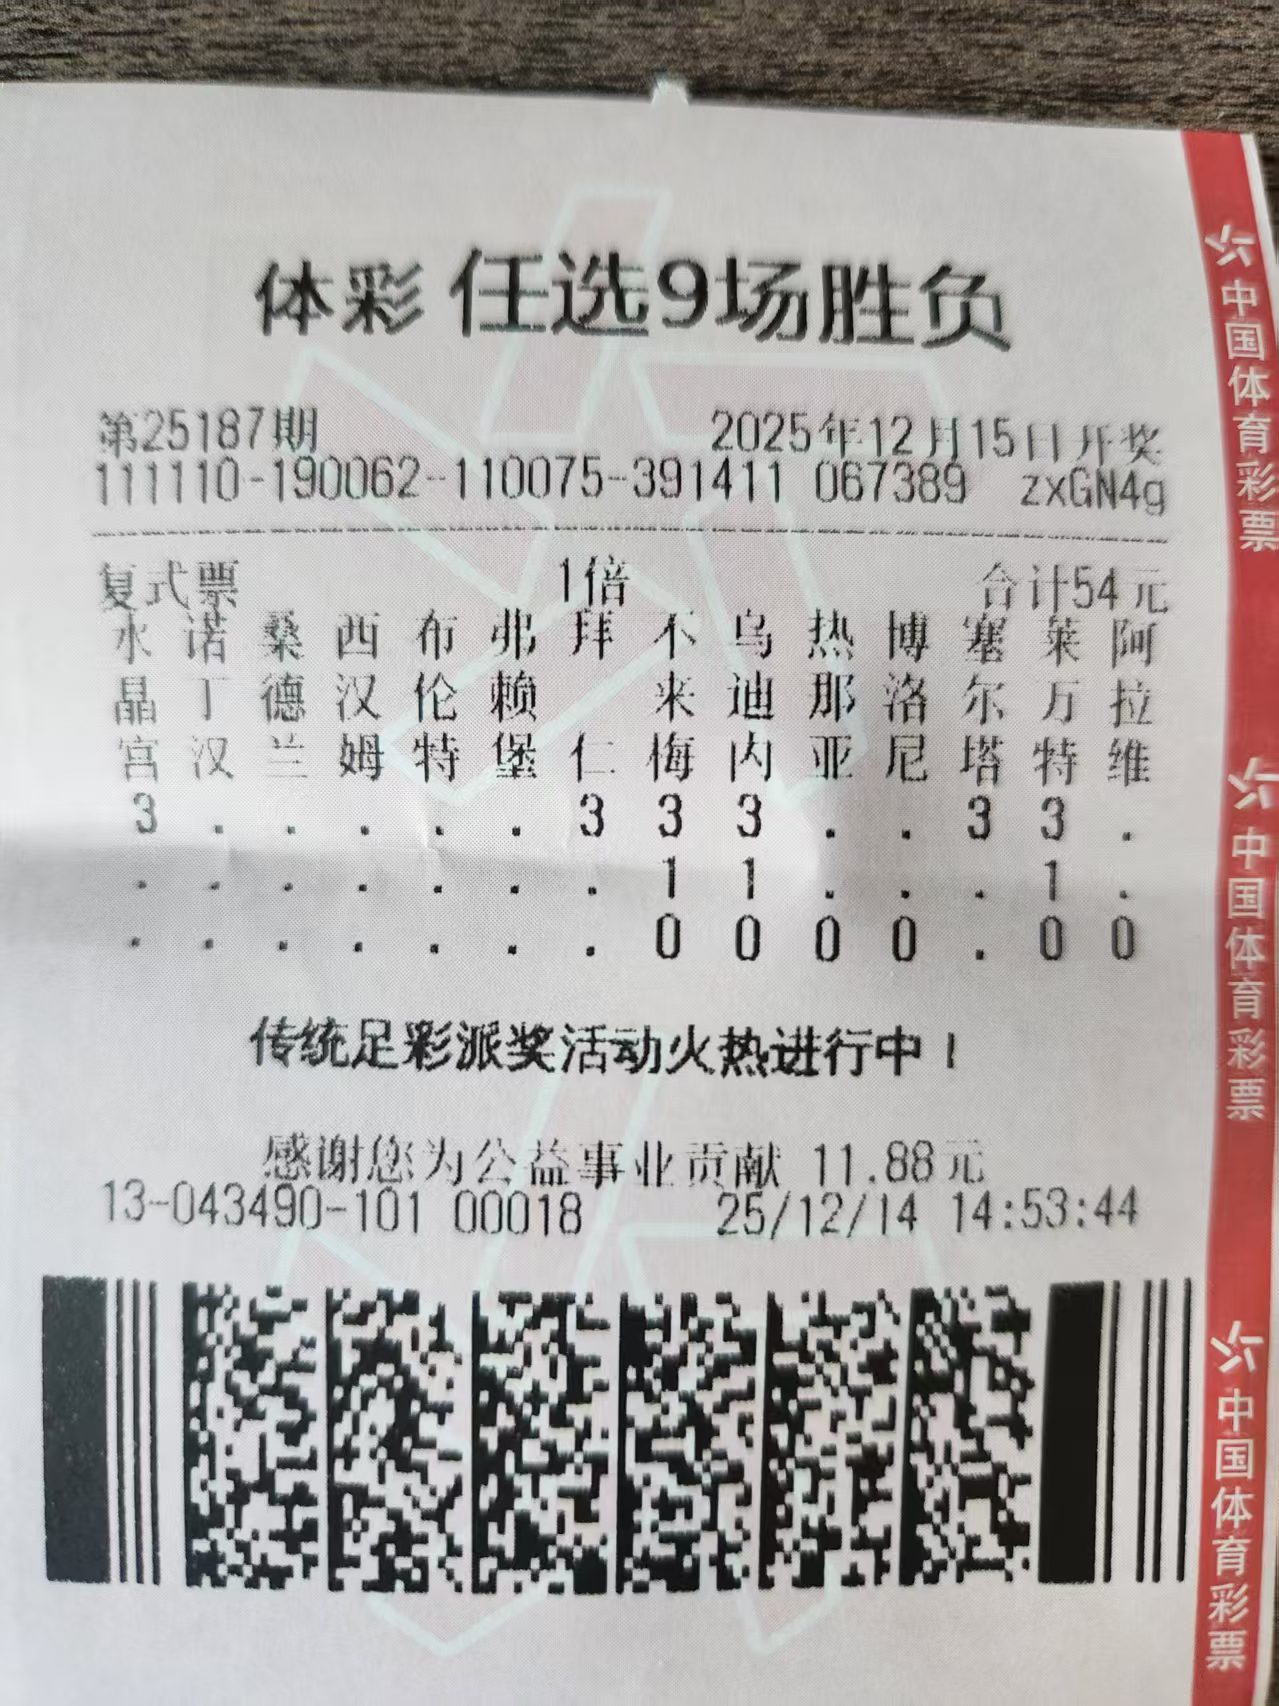 体彩 任选9场胜负
第25187期 2025年12月15日开奖
111110-190062-110075-391411 067389 zxGN4g
复式票 1倍 合计54元
水 诺 桑 西 布 弗 拜 不 乌 热 博 塞 莱 阿
晶 丁 德 汉 伦 赖 来 迪 那 洛 尔 万 拉
宫 汉 兰 姆 特 堡 仁 梅 内 亚 尼 塔 特 维
3 . . . . . 3 3 3 . . 3 3 .
. . . . . . . 1 1 . . . 1 .
. . . . . . . 0 0 0 0 . 0 0
传统足彩派奖活动火热进行中!
感谢您为公益事业贡献 11.88元
13-043490-101 00018 25/12/14 14:53:44
中国体育彩票
中国体育彩票
中国体育彩票